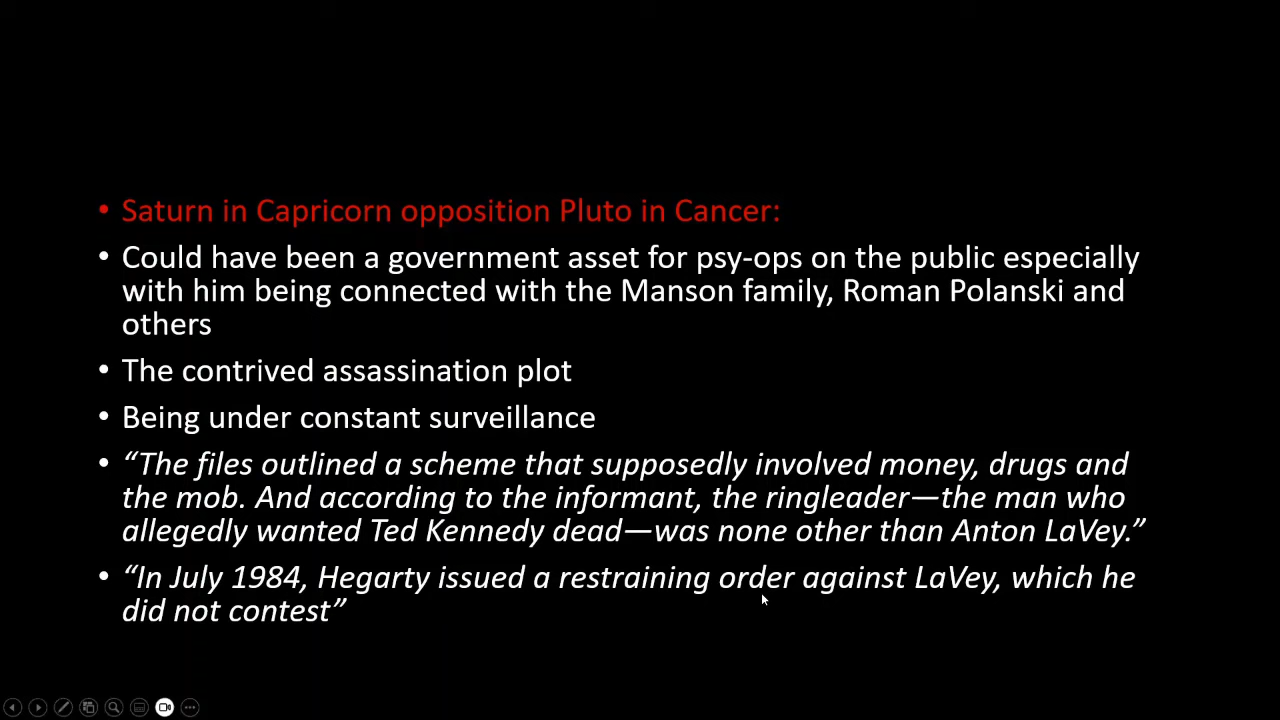 • Saturn in Capricorn opposition Pluto in Cancer:
• Could have been a government asset for psy-ops on the public especially
with him being connected with the Manson family, Roman Polanski and
others
• The contrived assassination plot
• Being under constant surveillance
• “The files outlined a scheme that supposedly involved money, drugs and
the mob. And according to the informant, the ringleader—the man who
allegedly wanted Ted Kennedy dead—was none other than Anton LaVey.”
• “In July 1984, Hegarty issued a restraining order against LaVey, which he
did not contest”